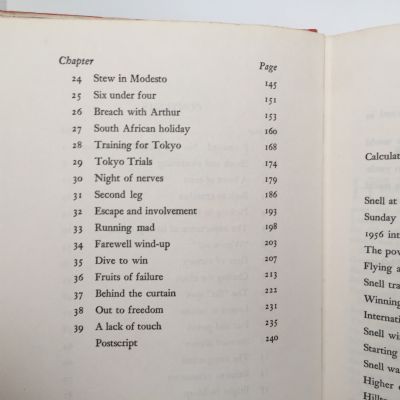 Chapter Page
24 Stew in Modesto 145
25 Six under four 151
26 Breach with Arthur 153
27 South African holiday 160
28 Training for Tokyo 168
29 Tokyo Trials 174
30 Night of nerves 179
31 Second leg 186
32 Escape and involvement 193
33 Running mad 198
34 Farewell wind-up 203
35 Dive to win 207
36 Fruits of failure 213
37 Behind the curtain 222
38 Out to freedom 231
39 A lack of touch 235
Postscript 240
Calculat
Snell at
Sunday
1956 int
The pow
Flying a
Snell tra
Winning
Internati
Snell wi
Starting
Snell wa
Higher
Hillto